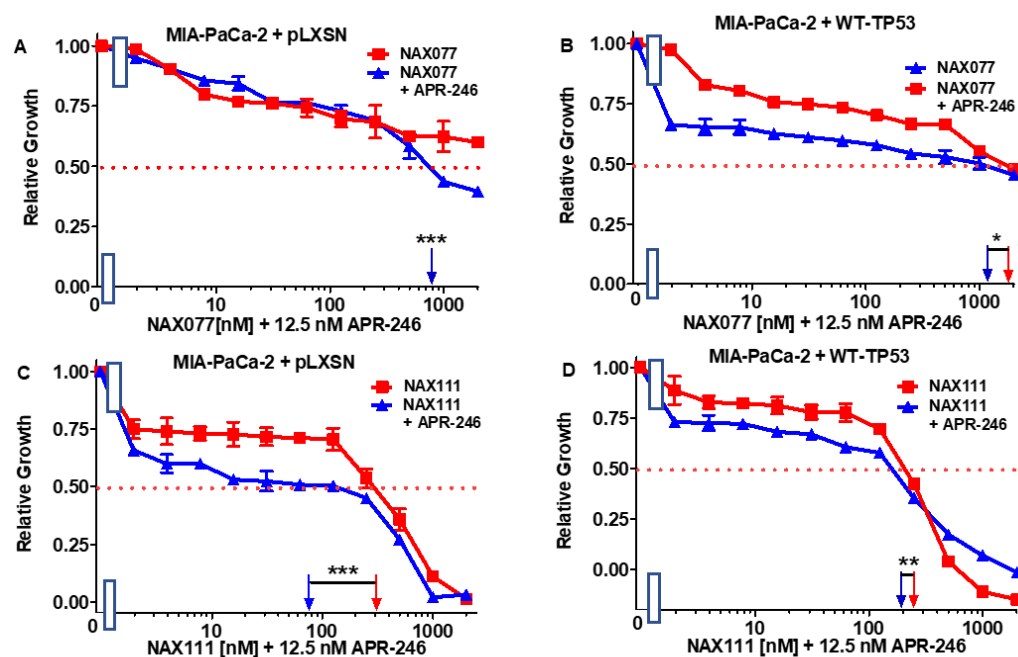 A
MIA-PaCa-2 + pLXSN
Relative Growth
1.00
0.75
0.50
0.25
0.00
NAX077
NAX077
+ APR-246
***
0
10
100
1000
NAX077[nM] + 12.5 nM APR-246
B
MIA-PaCa-2 + WT-TP53
Relative Growth
1.00
0.75
0.50
0.25
0.00
NAX077
NAX077
+ APR-246
*
0
10
100
1000
NAX077[nM] + 12.5 nM APR-246
C
MIA-PaCa-2 + pLXSN
Relative Growth
1.00
0.75
0.50
0.25
0.00
NAX111
NAX111
+ APR-246
***
0
10
100
1000
NAX111 [nM] + 12.5 nM APR-246
D
MIA-PaCa-2 + WT-TP53
Relative Growth
1.00
0.75
0.50
0.25
0.00
NAX111
NAX111
+ APR-246
**
0
10
100
1000
NAX111 [nM] + 12.5 nM APR-246